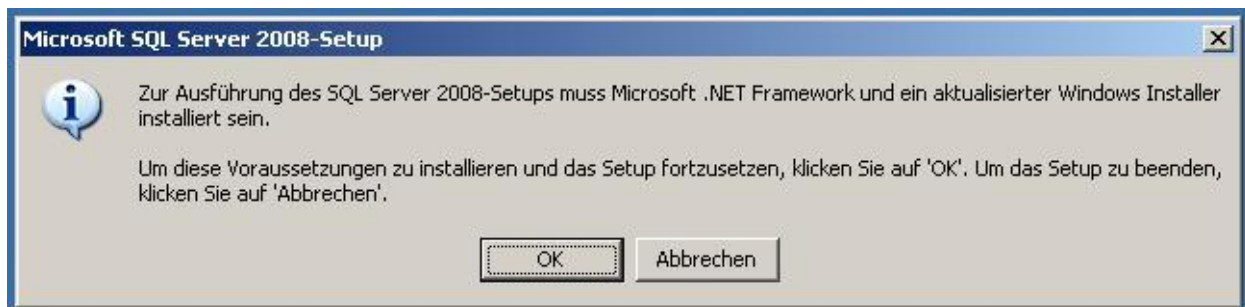 Microsoft SQL Server 2008-Setup
Zur Ausführung des SQL Server 2008-Setups muss Microsoft .NET Framework und ein aktualisierter Windows Installer
installiert sein.
Um diese Voraussetzungen zu installieren und das Setup fortzusetzen, klicken Sie auf 'OK'. Um das Setup zu beenden,
klicken Sie auf 'Abbrechen'.
OK
Abbrechen